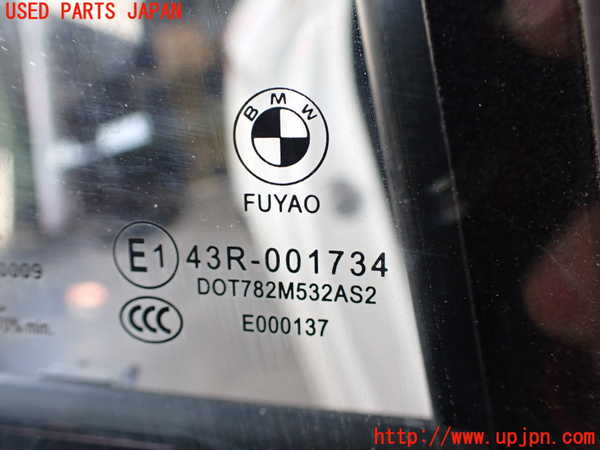 USED PARTS JAPAN
BMW
FUYAO
E1 43R-001734
DOT782M532AS2
CCC E000137
http://www.upjpn.com/